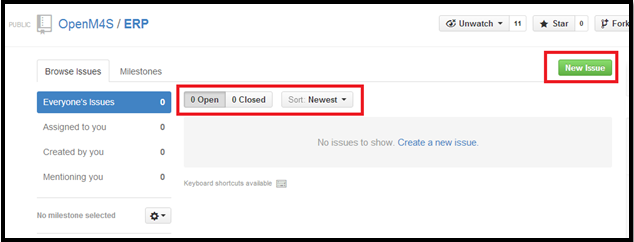 PUBLIC OpenM4S / ERP Unwatch 11 Star 0 Fork
Browse Issues Milestones New Issue
Everyone's Issues 0 0 Open 0 Closed Sort: Newest
Assigned to you 0
Created by you 0 No issues to show. Create a new issue.
Mentioning you 0 Keyboard shortcuts available
No milestone selected